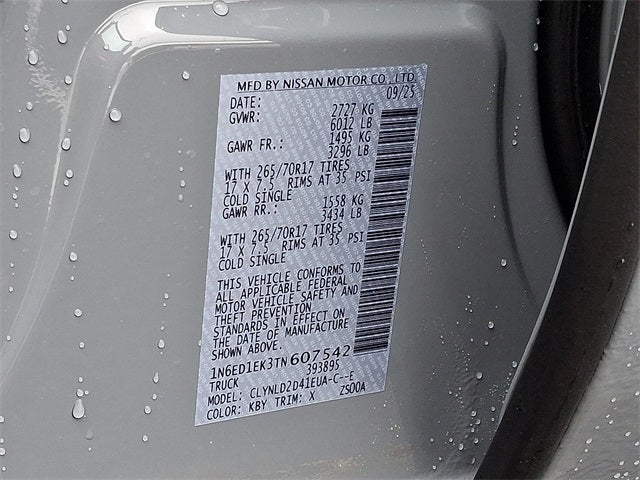 MFD BY NISSAN MOTOR CO., LTD.
DATE: 09/25
GVWR: 2727 KG
6012 LB
GAWR FR.: 1495 KG
3296 LB
WITH 265/70R17 TIRES
17 X 7.5 RIMS AT 35 PSI
COLD SINGLE
GAWR RR.: 1558 KG
3434 LB
WITH 265/70R17 TIRES
17 X 7.5 RIMS AT 35 PSI
COLD SINGLE
THIS VEHICLE CONFORMS TO
ALL APPLICABLE FEDERAL
MOTOR VEHICLE SAFETY AND
THEFT PREVENTION
STANDARDS IN EFFECT ON
THE DATE OF MANUFACTURE
SHOWN ABOVE.
1N6ED1EK3TN607542
TRUCK 393895
MODEL: CLYNLD2D41EUA-C--E
COLOR: KBY TRIM: X ZS00A